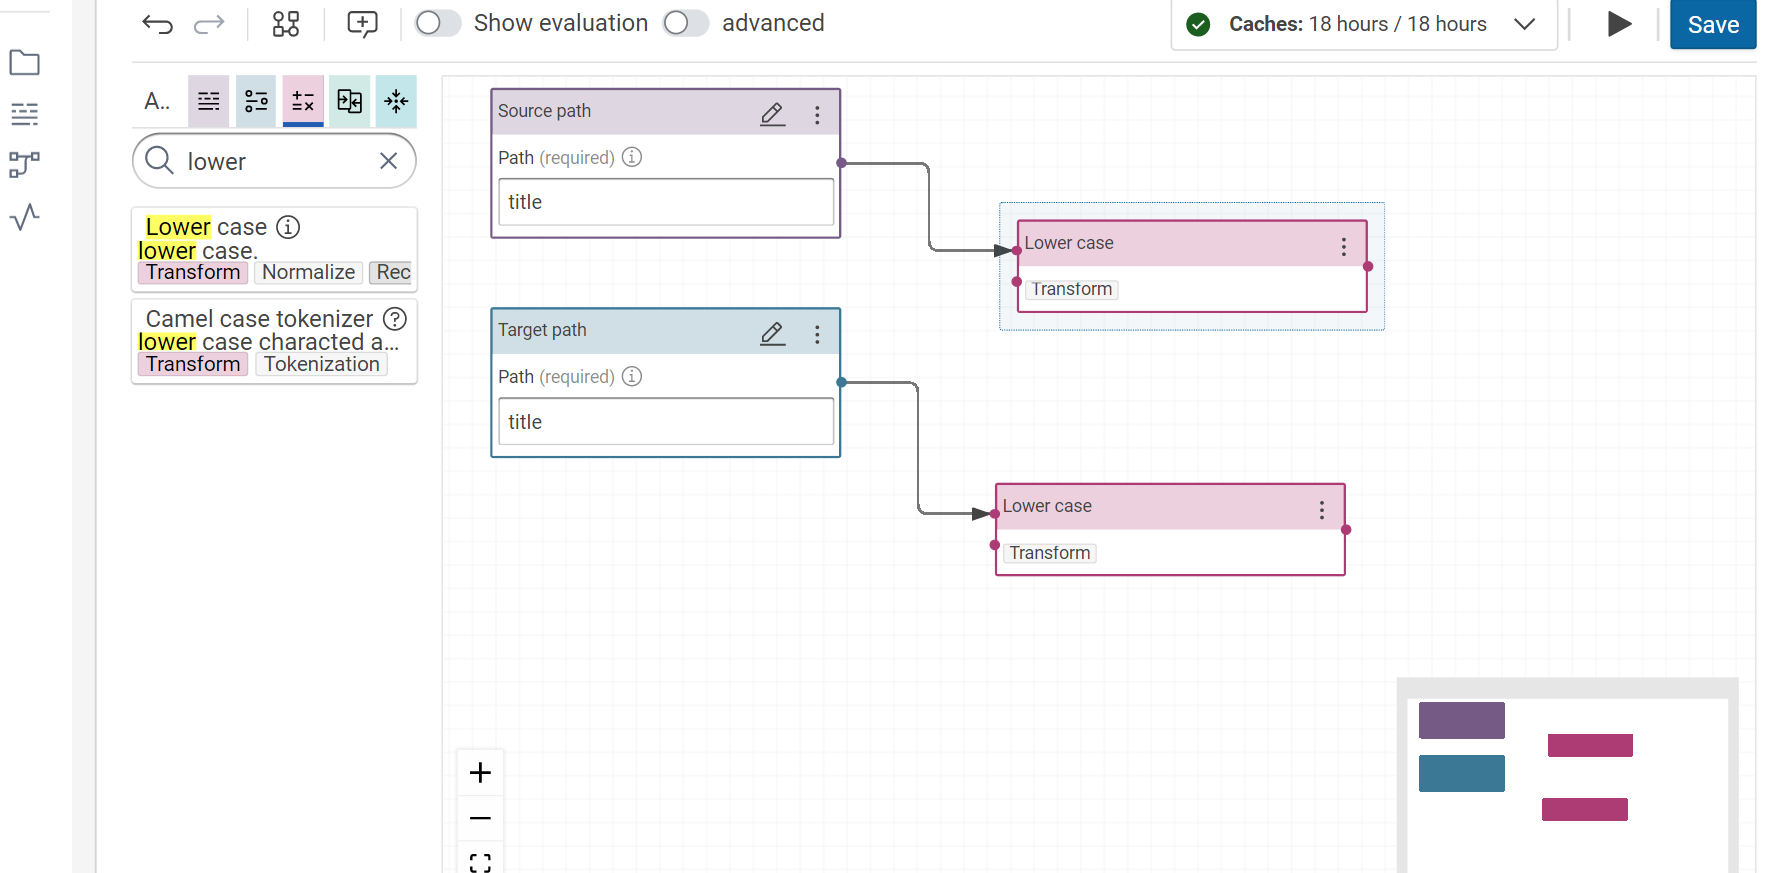 Show evaluation
advanced
Caches: 18 hours / 18 hours
Save
A..
lower
Lower case
lower case.
Transform Normalize Rec
Camel case tokenizer
lower case characted a...
Transform Tokenization
Source path
Path (required)
title
Target path
Path (required)
title
Lower case
Transform
Lower case
Transform